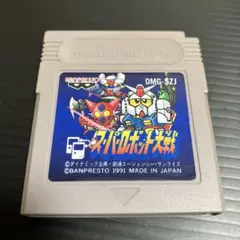 BANPRESTO
DMG-SZJ
スーパーロボット大戦
©ダイナミック企画・創通エージェンシー・サンライズ
©BANPRESTO 1991 MADE IN JAPAN